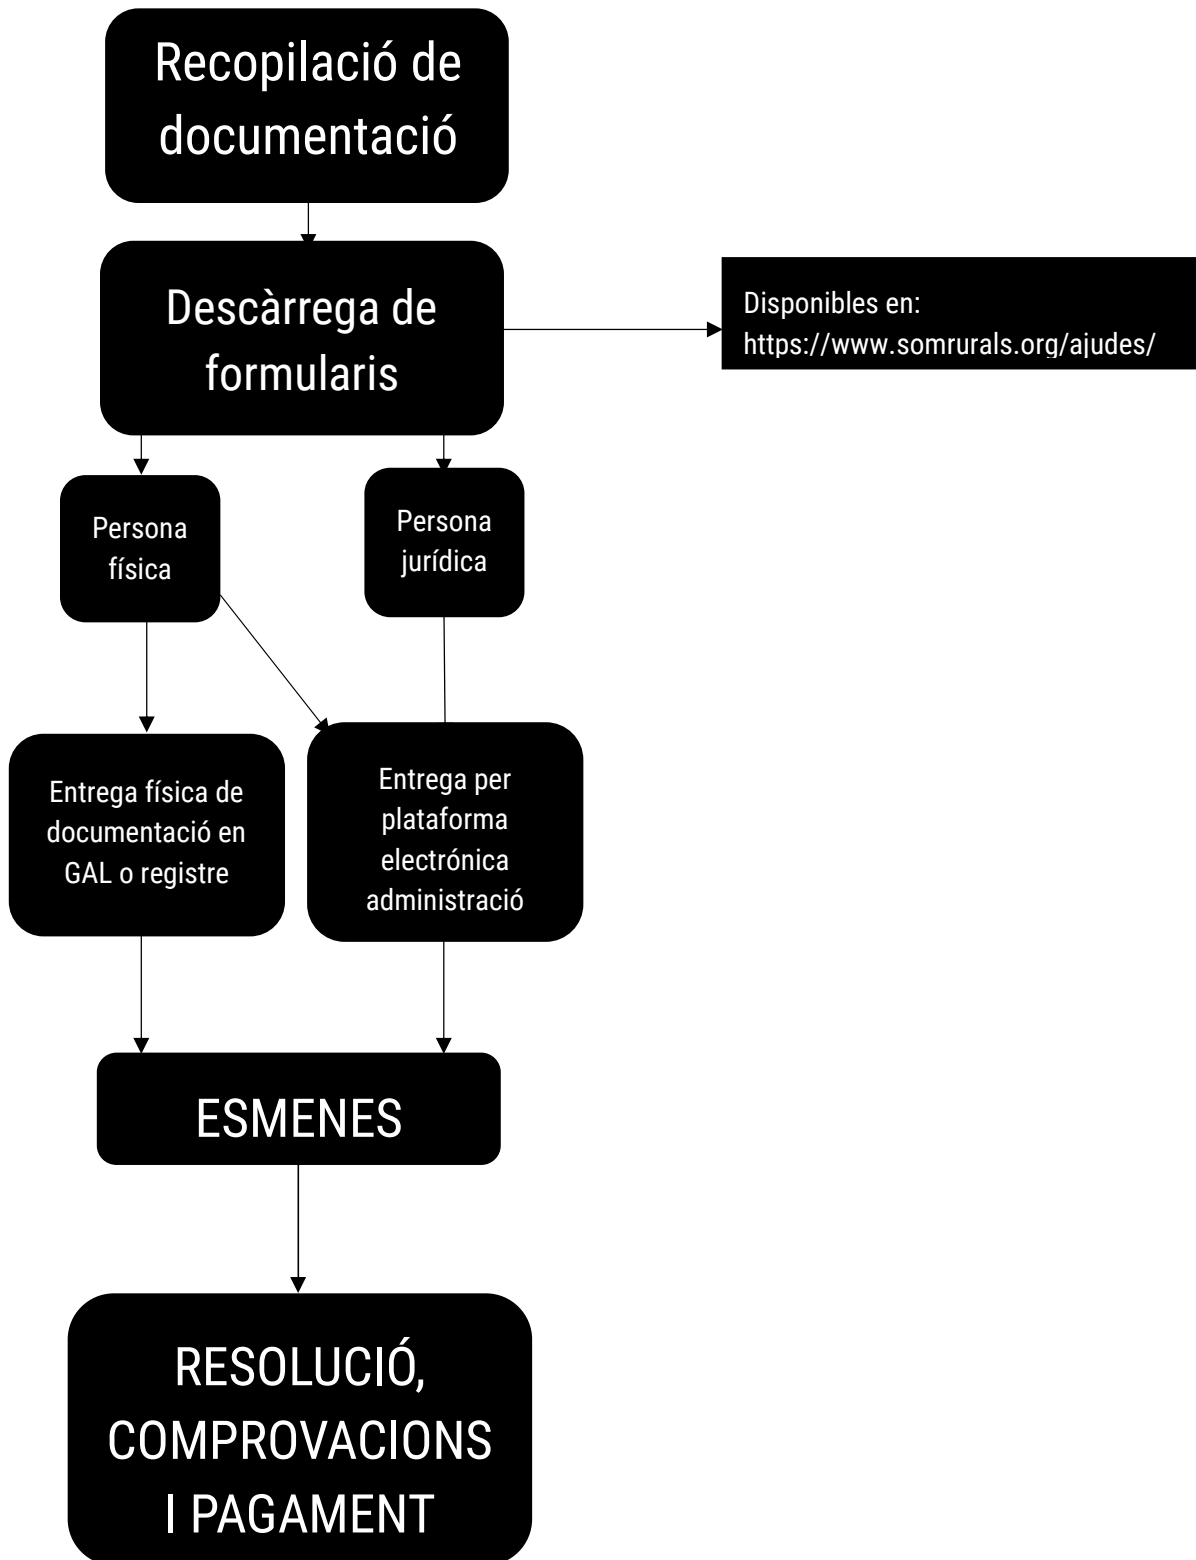 Recopilació de
documentació
Descàrrega de
formularis
Disponibles en:
https://www.somrurals.org/ajudes/
Persona
física
Persona
jurídica
Entrega física de
documentació en
GAL o registre
Entrega per
plataforma
electrónica
administració
ESMENES
RESOLUCIÓ,
COMPROVACIONS
I PAGAMENT